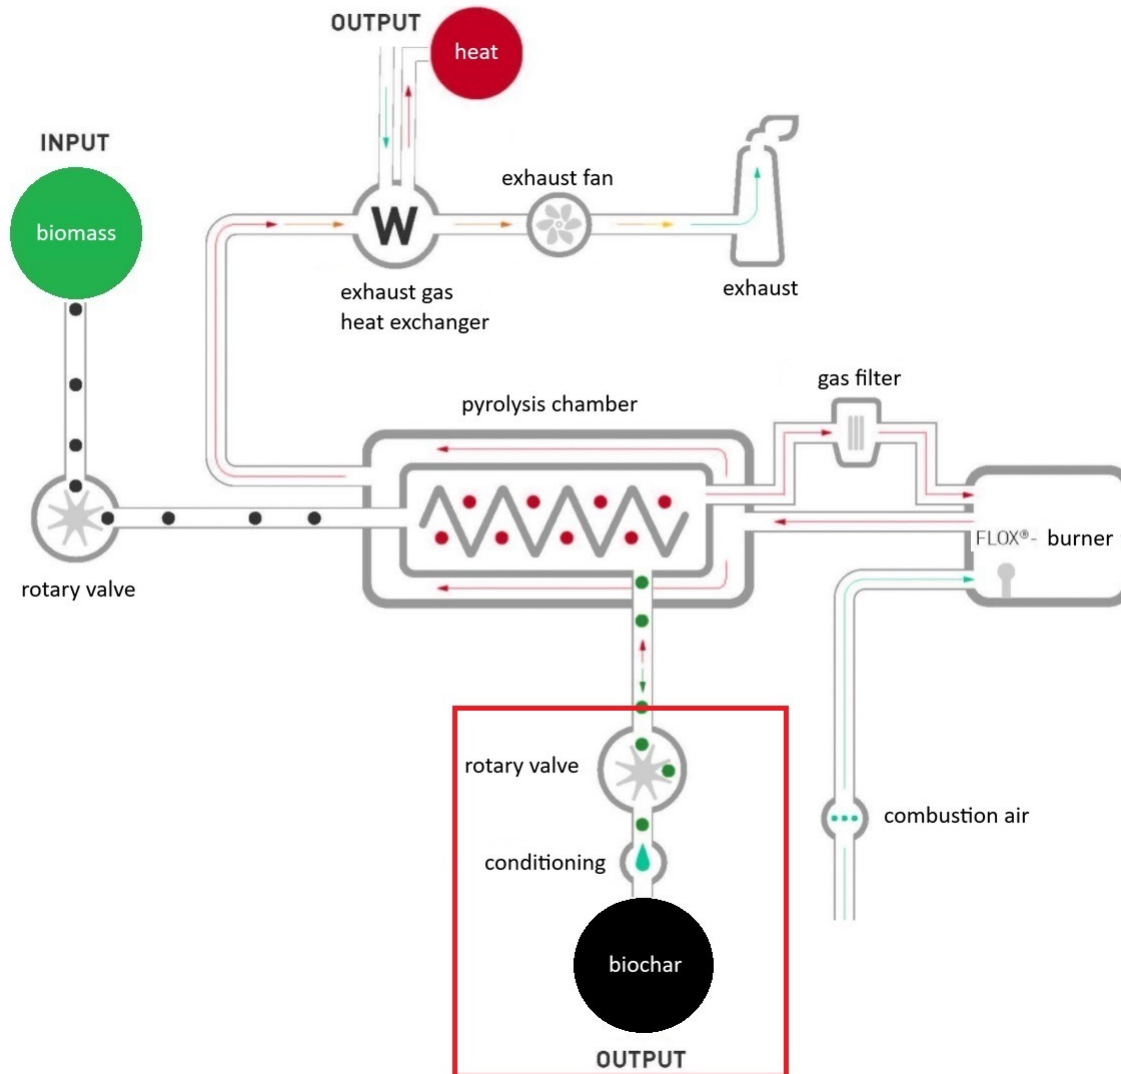 OUTPUT
heat
INPUT
biomass
exhaust fan
W
exhaust gas
heat exchanger
exhaust
gas filter
pyrolysis chamber
FLOX®- burner
rotary valve
rotary valve
combustion air
conditioning
biochar
OUTPUT